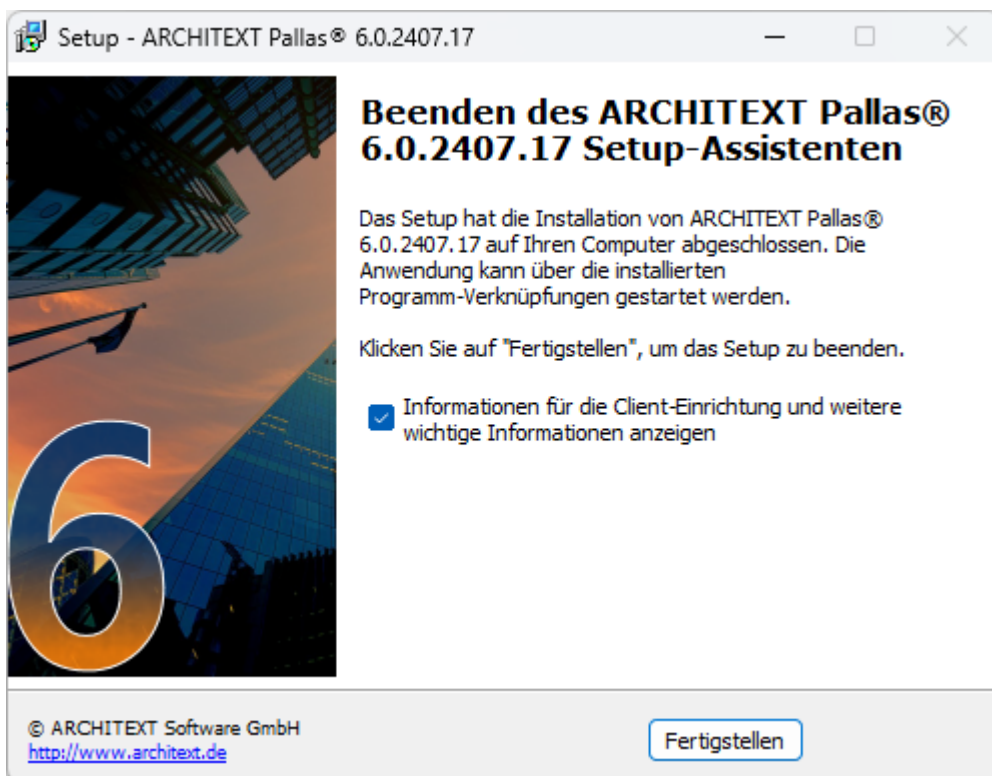 Setup - ARCHITEXT Pallas® 6.0.2407.17
Beenden des ARCHITEXT Pallas®
6.0.2407.17 Setup-Assistenten
Das Setup hat die Installation von ARCHITEXT Pallas®
6.0.2407.17 auf Ihren Computer abgeschlossen. Die
Anwendung kann über die installierten
Programm-Verknüpfungen gestartet werden.
Klicken Sie auf "Fertigstellen", um das Setup zu beenden.
Informationen für die Client-Einrichtung und weitere
wichtige Informationen anzeigen
6
© ARCHITEXT Software GmbH
http://www.architext.de
Fertigstellen